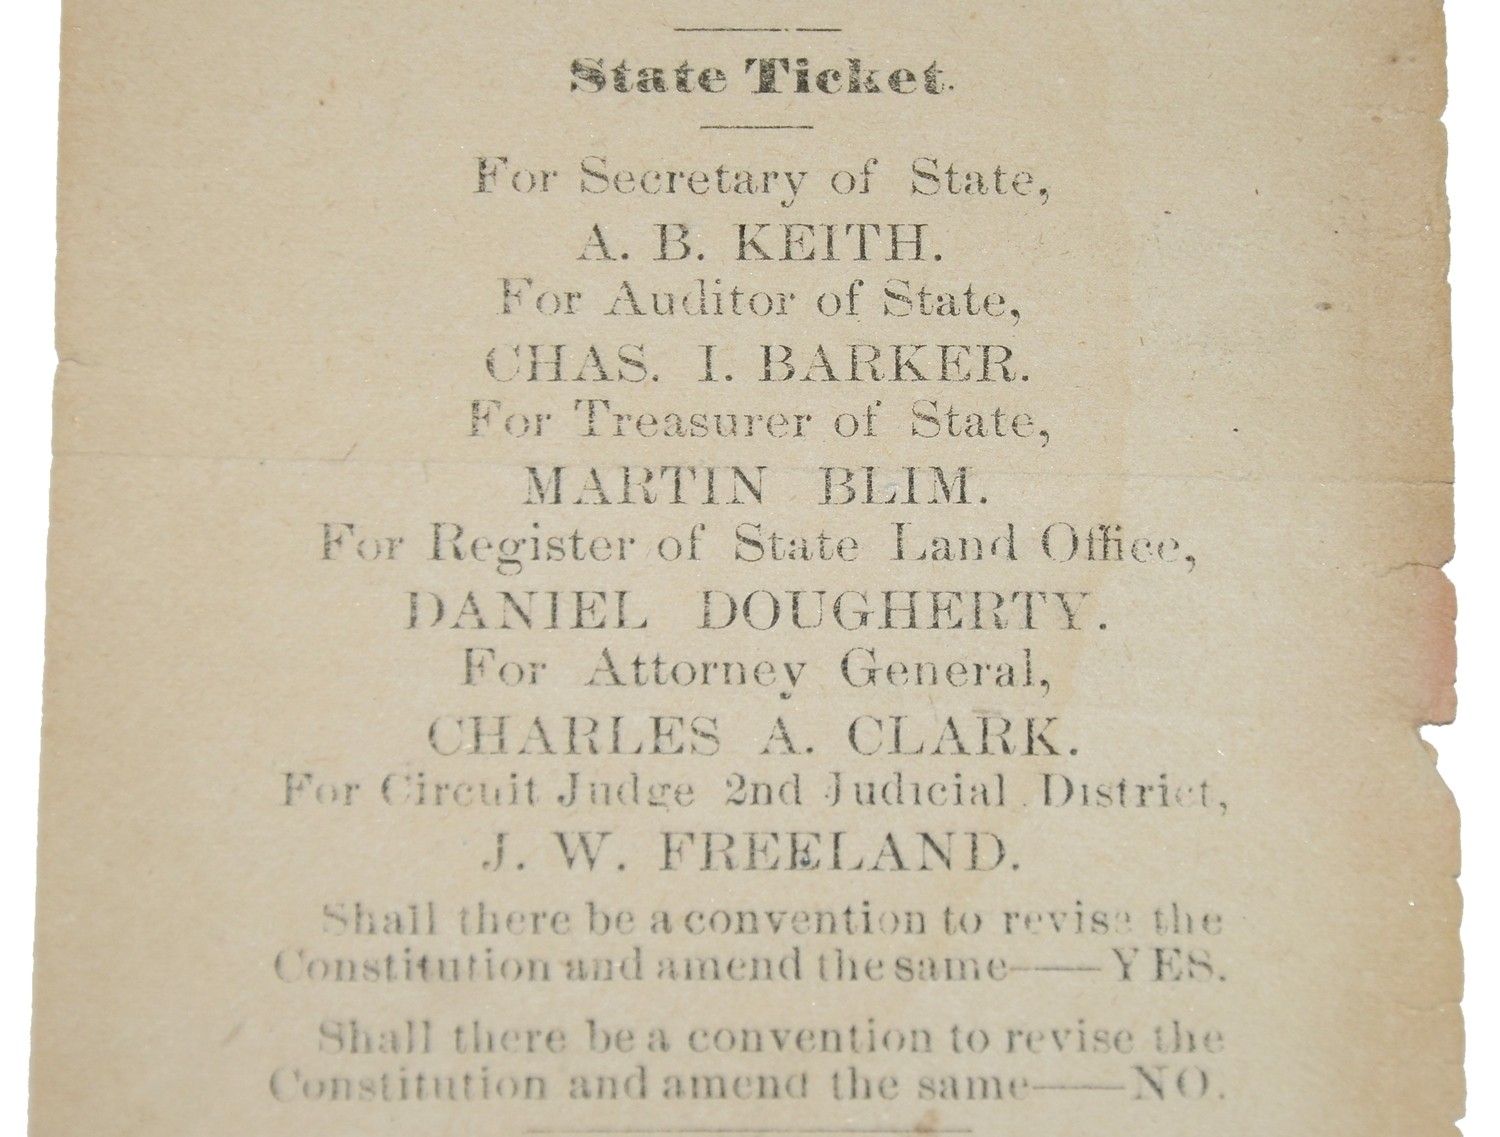 State Ticket.
For Secretary of State,
A. B. KEITH.
For Auditor of State,
CHAS. I. BARKER.
For Treasurer of State,
MARTIN BLIM.
For Register of State Land Office,
DANIEL DOUGHERTY.
For Attorney General,
CHARLES A. CLARK.
For Circuit Judge 2nd Judicial District,
J. W. FREELAND.
Shall there be a convention to revise the
Constitution and amend the same——YES.
Shall there be a convention to revise the
Constitution and amend the same——NO.